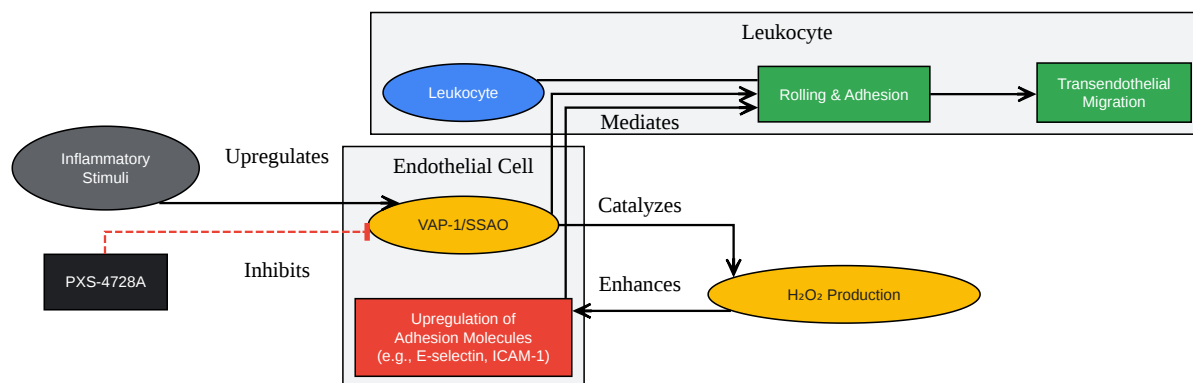 Leukocyte
Leukocyte
Rolling & Adhesion
Transendothelial
Migration
Mediates
Inflammatory
Stimuli
Upregulates
Endothelial Cell
VAP-1/SSAO
Catalyzes
PXS-4728A
Inhibits
Enhances
H₂O₂ Production
Upregulation of
Adhesion Molecules
(e.g., E-selectin, ICAM-1)